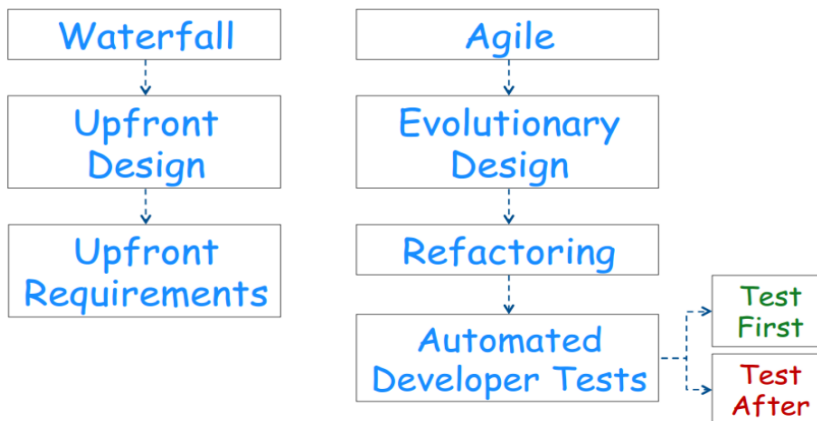 Waterfall
Upfront
Design
Upfront
Requirements
Agile
Evolutionary
Design
Refactoring
Automated
Developer Tests
Test
First
Test
After